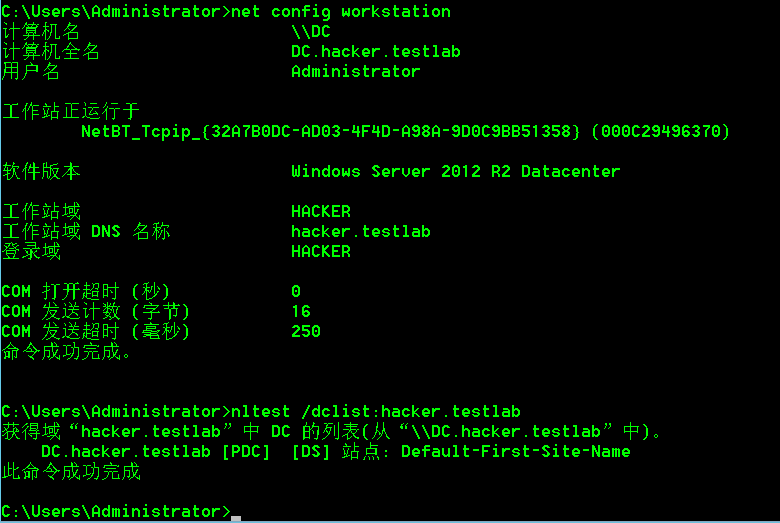 C:\Users\Administrator>net config workstation
计算机名 \\DC
计算机全名 DC.hacker.testlab
用户名 Administrator
工作站正运行于
NetBT_Tcpip_{32A7B0DC-AD03-4F4D-A98A-9D0C9BB51358} (000C29496370)
软件版本 Windows Server 2012 R2 Datacenter
工作站域 HACKER
工作站域 DNS 名称 hacker.testlab
登录域 HACKER
COM 打开超时 (秒) 0
COM 发送计数 (字节) 16
COM 发送超时 (毫秒) 250
命令成功完成。
C:\Users\Administrator>nltest /dclist:hacker.testlab
获得域“hacker.testlab”中 DC 的列表(从“\\DC.hacker.testlab”中)。
DC.hacker.testlab [PDC] [DS] 站点: Default-First-Site-Name
此命令成功完成
C:\Users\Administrator>